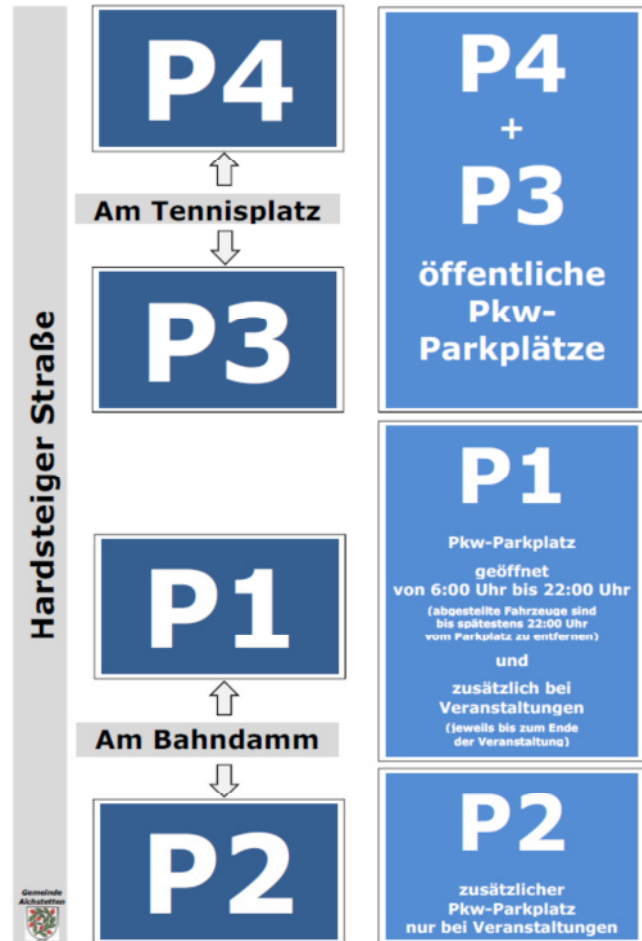 Hardsteiger Straße
P4
Am Tennisplatz
P3
P1
Am Bahndamm
P2
Gemeinde
Aichstetten
P4
+
P3
öffentliche
Pkw-
Parkplätze
P1
Pkw-Parkplatz
geöffnet
von 6:00 Uhr bis 22:00 Uhr
(abgestellte Fahrzeuge sind
bis spätestens 22:00 Uhr
vom Parkplatz zu entfernen)
und
zusätzlich bei
Veranstaltungen
(jeweils bis zum Ende
der Veranstaltung)
P2
zusätzlicher
Pkw-Parkplatz
nur bei Veranstaltungen